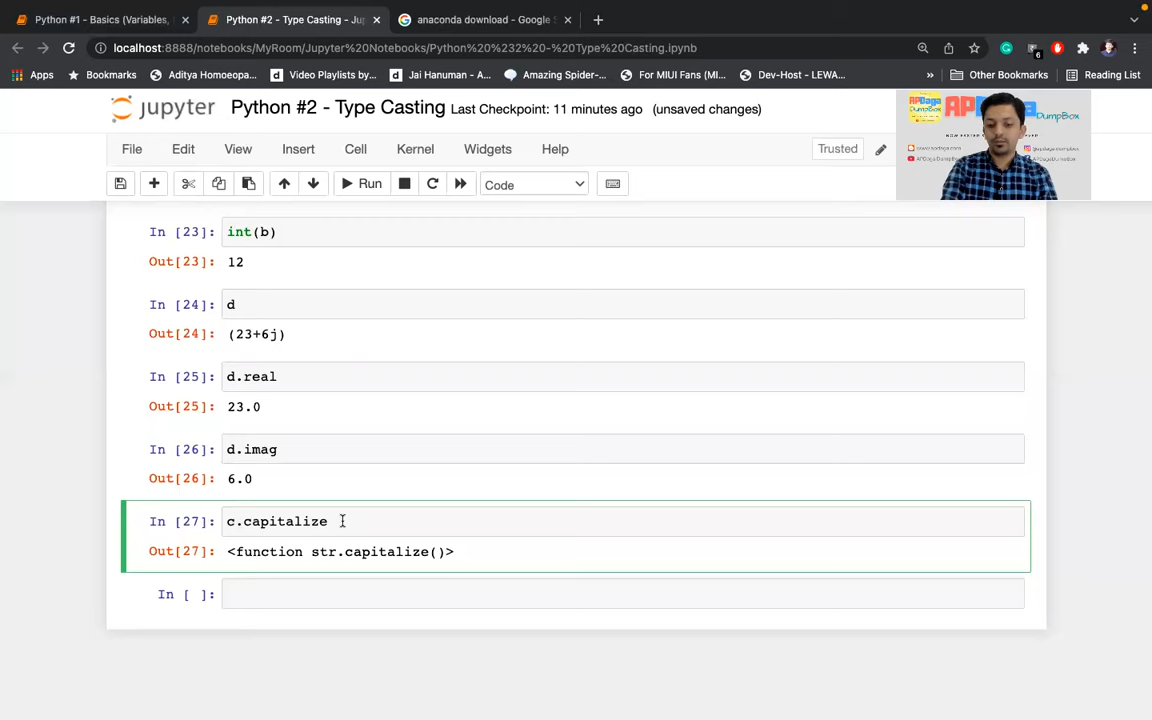 Python #1 - Basics (Variables,
Python #2 - Type Casting - Ju
anaconda download - Google S
localhost:8888/notebooks/MyRoom/Jupyter%20Notebooks/Python%20%232%20-%20Type%20Casting.ipynb
6
Apps
Bookmarks
Aditya Homoeopa...
Video Playlists by...
Jai Hanuman - A...
Amazing Spider-...
For MIUI Fans (MI...
Dev-Host - LEWA...
»
Other Bookmarks
Reading List
jupyter
Python #2 - Type Casting Last Checkpoint: 11 minutes ago (unsaved changes)
APDaga
DumpBox
File
Edit
View
Insert
Cell
Kernel
Widgets
Help
Trusted
Run
Code
In [23]: int(b)
Out[23]: 12
In [24]: d
Out[24]: (23+6j)
In [25]: d.real
Out[25]: 23.0
In [26]: d.imag
Out[26]: 6.0
In [27]: c.capitalize
Out[27]: <function str.capitalize()>
In [ ]: